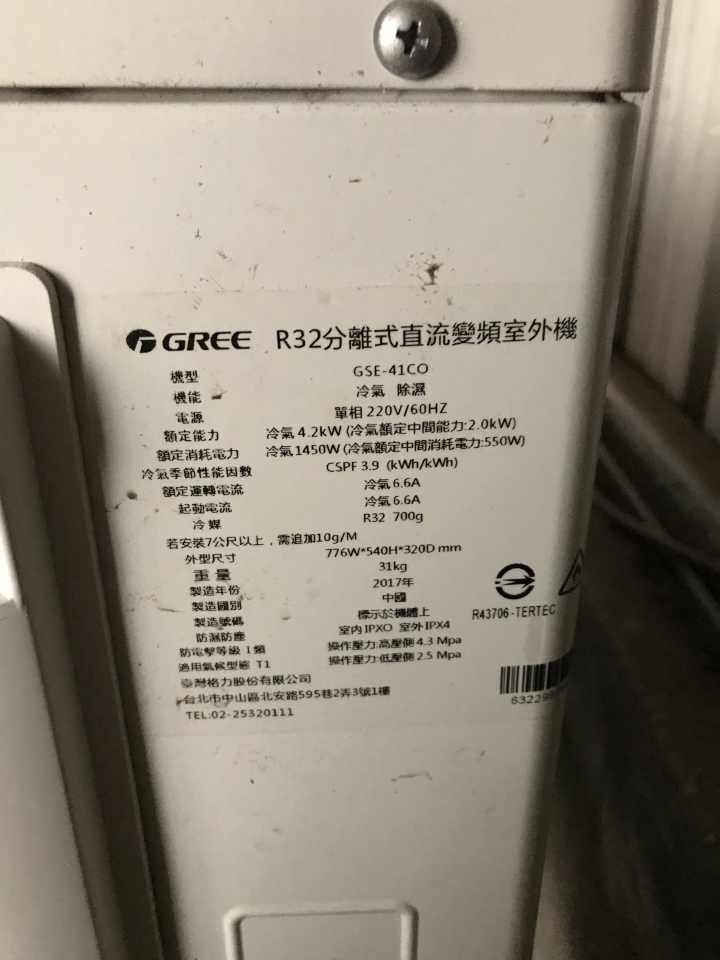 GREE R32分離式直流變頻室外機
機型 GSE-41CO
機能 冷氣 除濕
電源 單相 220V/60HZ
額定能力 冷氣 4.2kW (冷氣額定中間能力:2.0kW)
額定消耗電力 冷氣 1450W (冷氣額定中間消耗電力:550W)
冷氣季節性能因數 CSPF 3.9 (kWh/kWh)
額定運轉電流 冷氣 6.6A
起動電流 冷氣 6.6A
冷媒 R32 700g
若安裝7公尺以上，需追加10g/M
外型尺寸 776W*540H*320D mm
重量 31kg
製造年份 2017年
製造國別 中國
製造號碼 標示於機體上
防濕防塵 室內 IPX0 室外 IPX4
防電擊等級 I 類 操作壓力:高壓側 4.3 Mpa
適用氣候型態 T1 操作壓力:低壓側 2.5 Mpa
臺灣格力股份有限公司
台北市中山區北安路595巷2弄3號1樓
TEL:02-25320111
R43706-TERTEC
63229